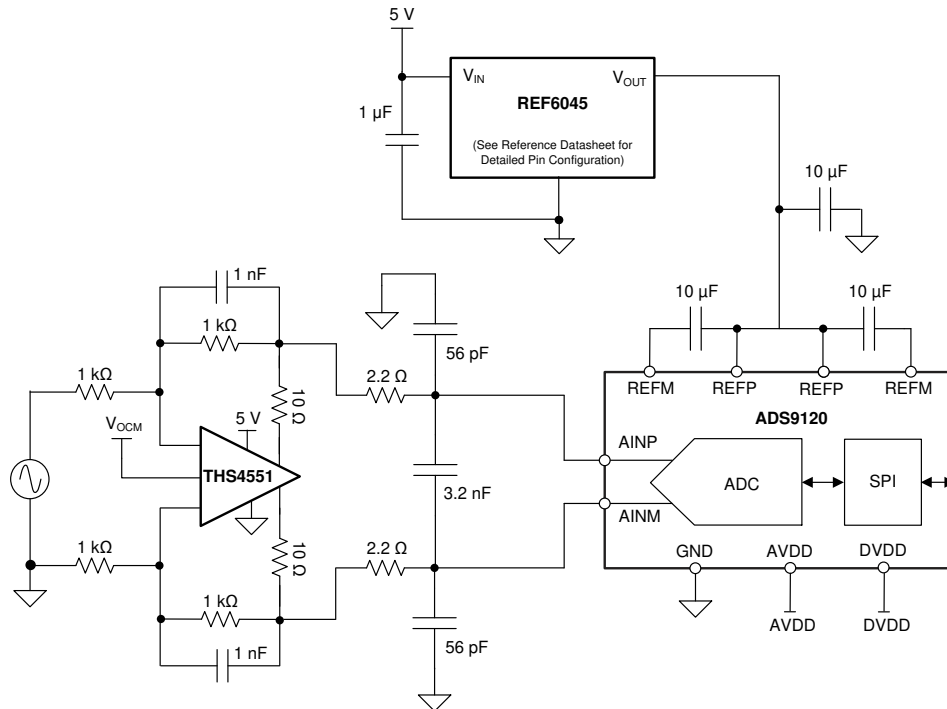 5 V
VIN
VOUT
REF6045
1 µF
(See Reference Datasheet for
Detailed Pin Configuration)
10 µF
1 nF
1 kΩ
56 pF
10 µF
10 µF
1 kΩ
2.2 Ω
10 Ω
REFM
REFP
REFP
REFM
ADS9120
VOCM
5 V
THS4551
AINP
3.2 nF
ADC
SPI
AINM
10 Ω
1 kΩ
2.2 Ω
GND
AVDD
DVDD
1 kΩ
1 nF
56 pF
AVDD
DVDD